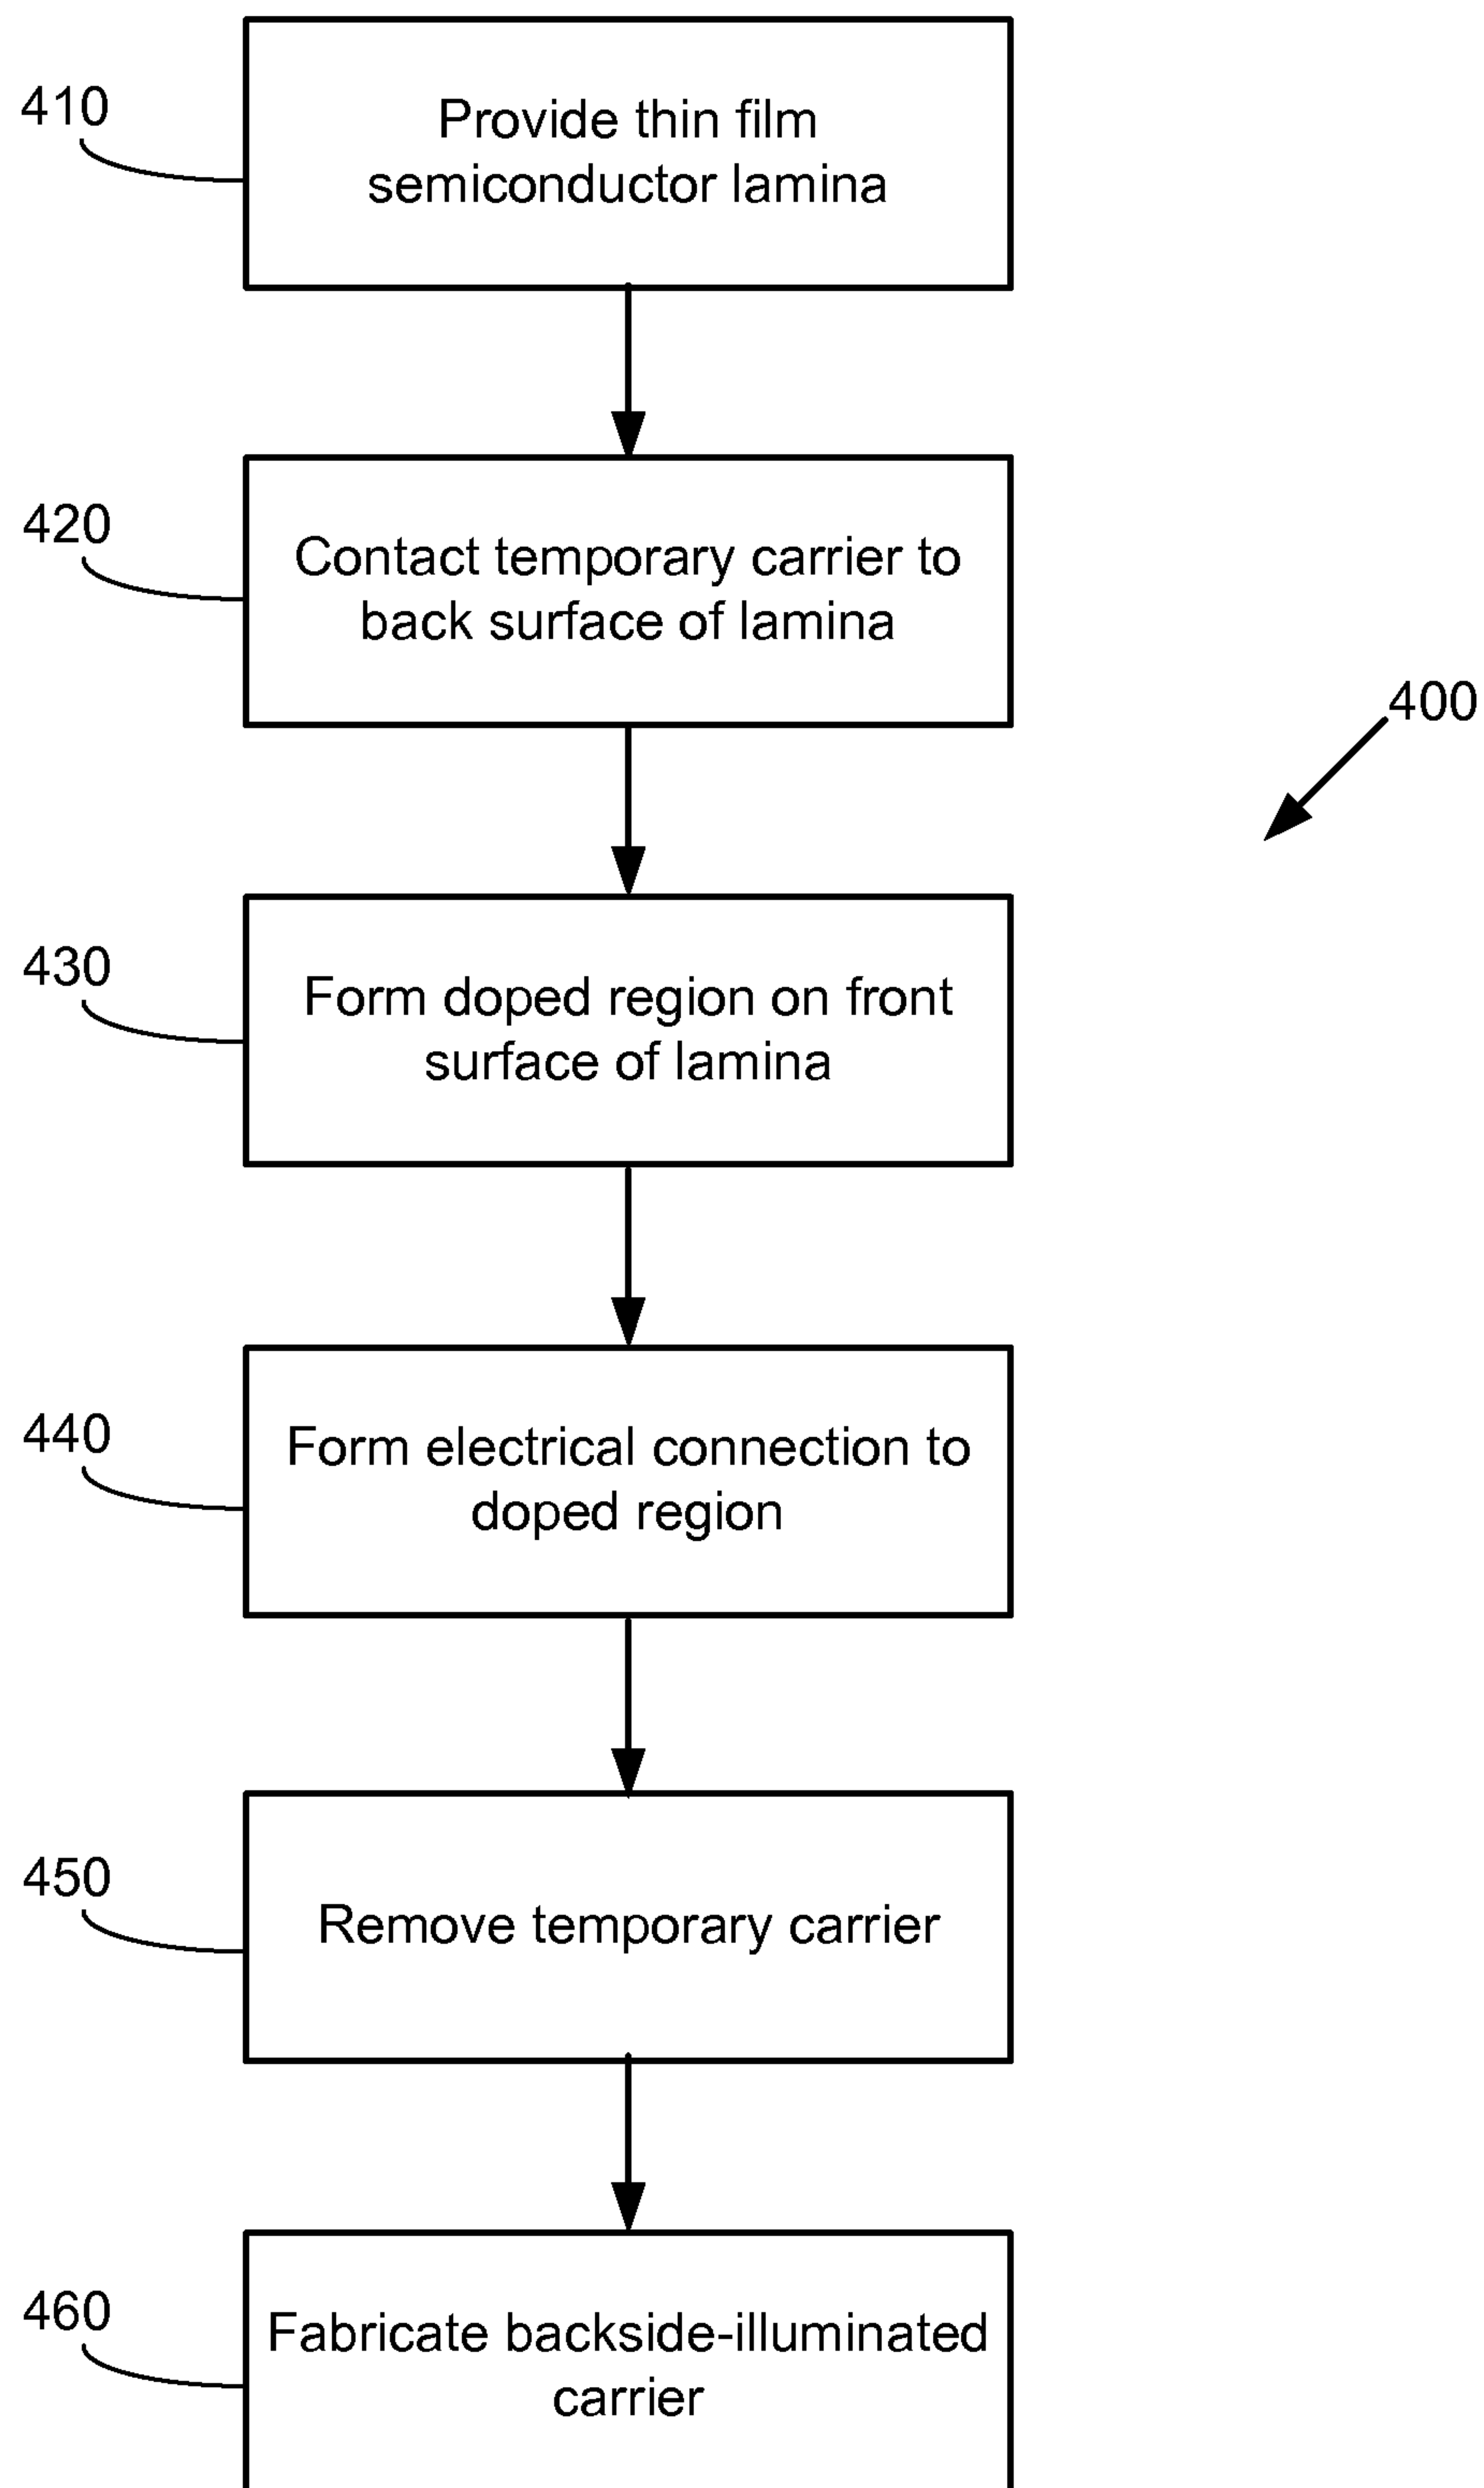 410
Provide thin film
semiconductor lamina
420
Contact temporary carrier to
back surface of lamina
400
430
Form doped region on front
surface of lamina
440
Form electrical connection to
doped region
450
Remove temporary carrier
460
Fabricate backside-illuminated
carrier